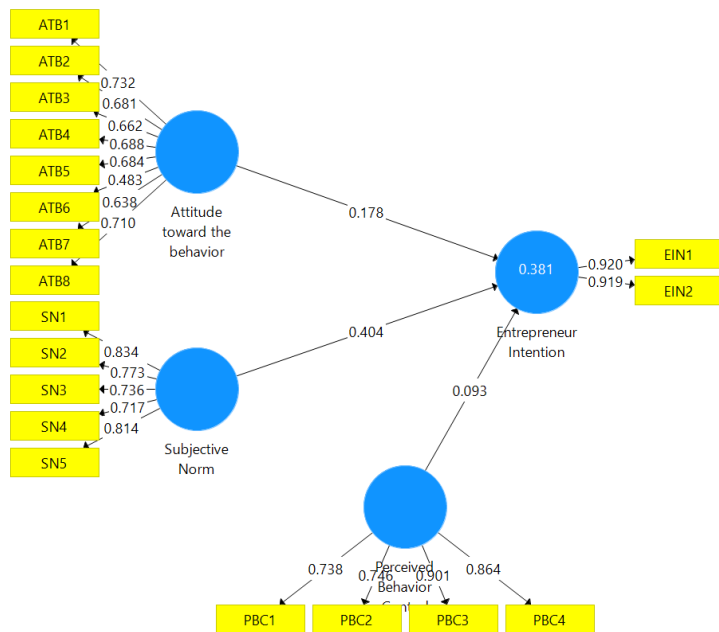 ATB1
ATB2
ATB3
ATB4
ATB5
ATB6
ATB7
ATB8
0.732
0.681
0.662
0.688
0.684
0.483
0.638
0.710
Attitude
toward the
behavior
0.178
SN1
SN2
SN3
SN4
SN5
0.834
0.773
0.736
0.717
0.814
Subjective
Norm
0.404
0.381
Entrepreneur
Intention
0.920
0.919
EIN1
EIN2
0.093
Perceived
Behavior
0.738
0.746
0.901
0.864
PBC1
PBC2
PBC3
PBC4